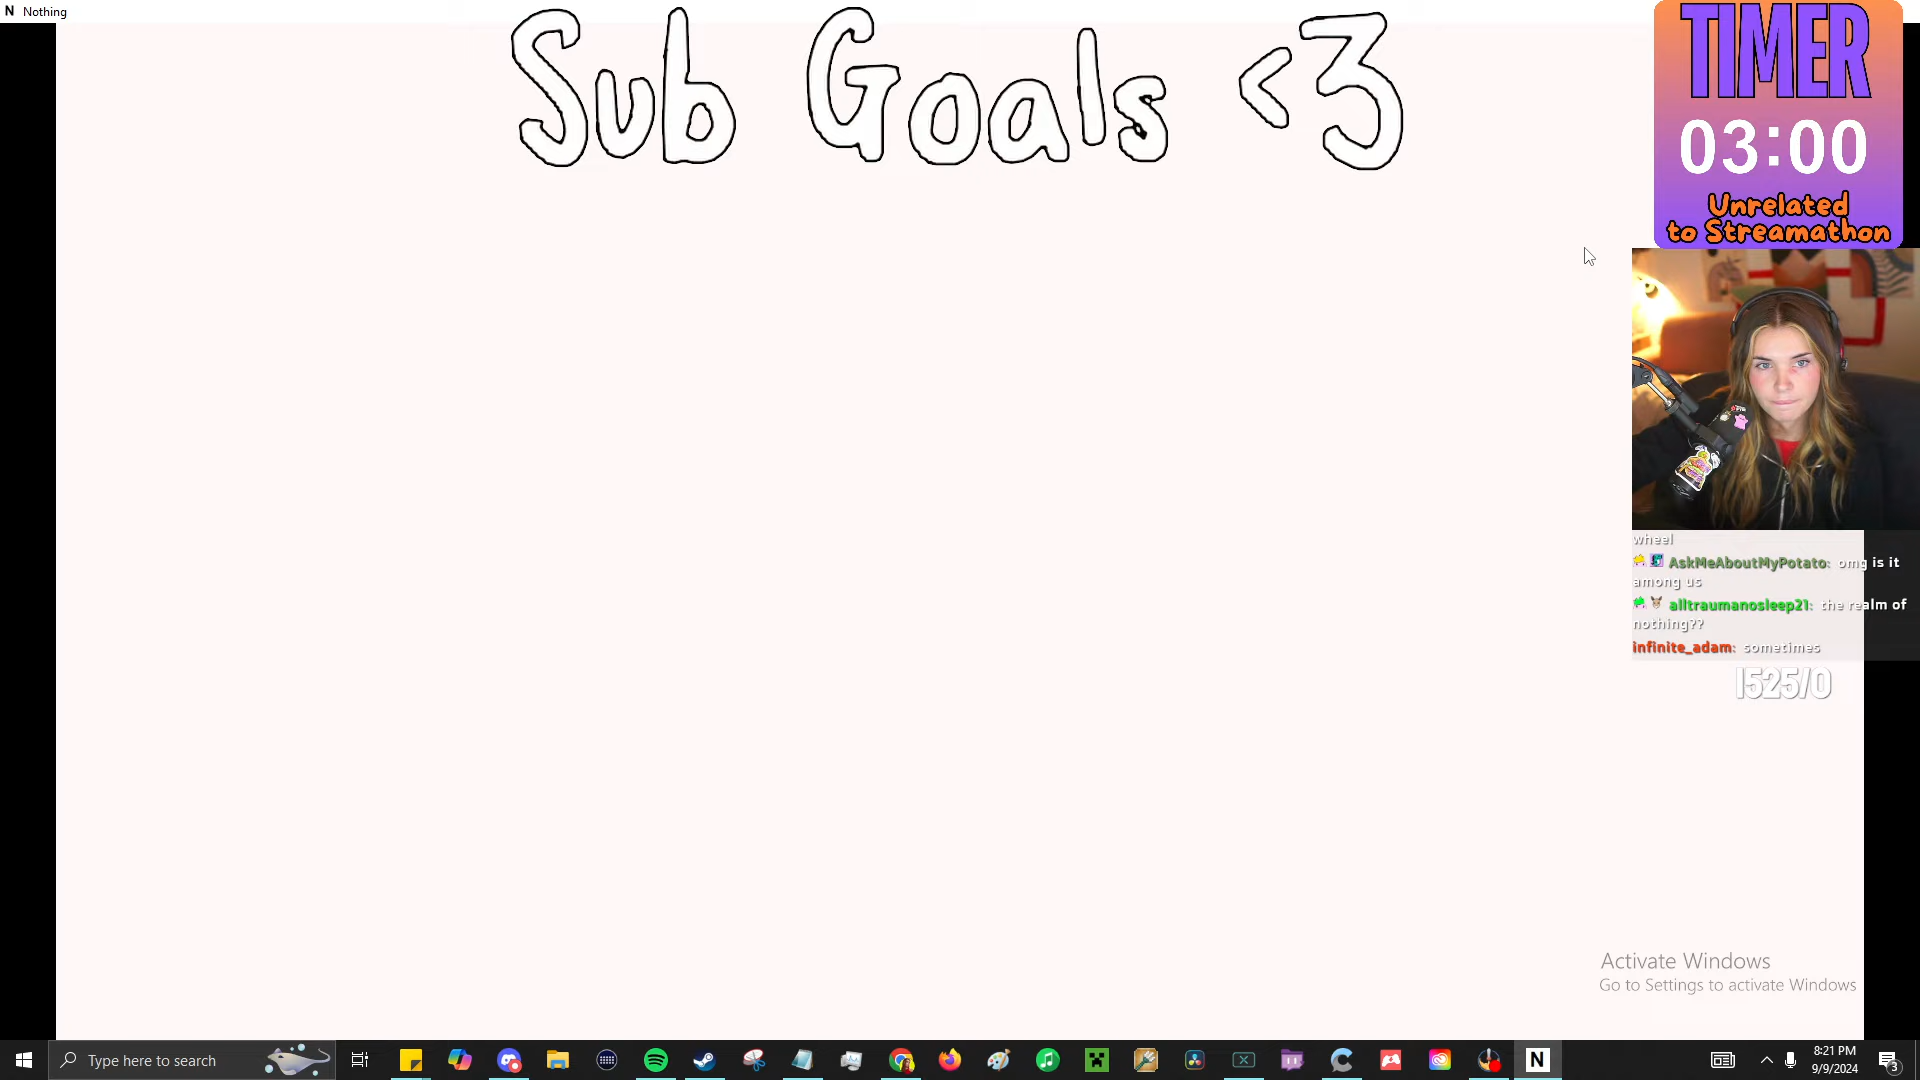 N Nothing
Sub Goals <3
TIMER
03:00
Unrelated
to Streamathon
wheel
AskMeAboutMyPotato: omg is it
among us
alltraumanosleep21: the realm of
nothing??
infinite_adam: sometimes
1525/0
Activate Windows
Go to Settings to activate Windows
Type here to search
N
8:21 PM
9/9/2024
3